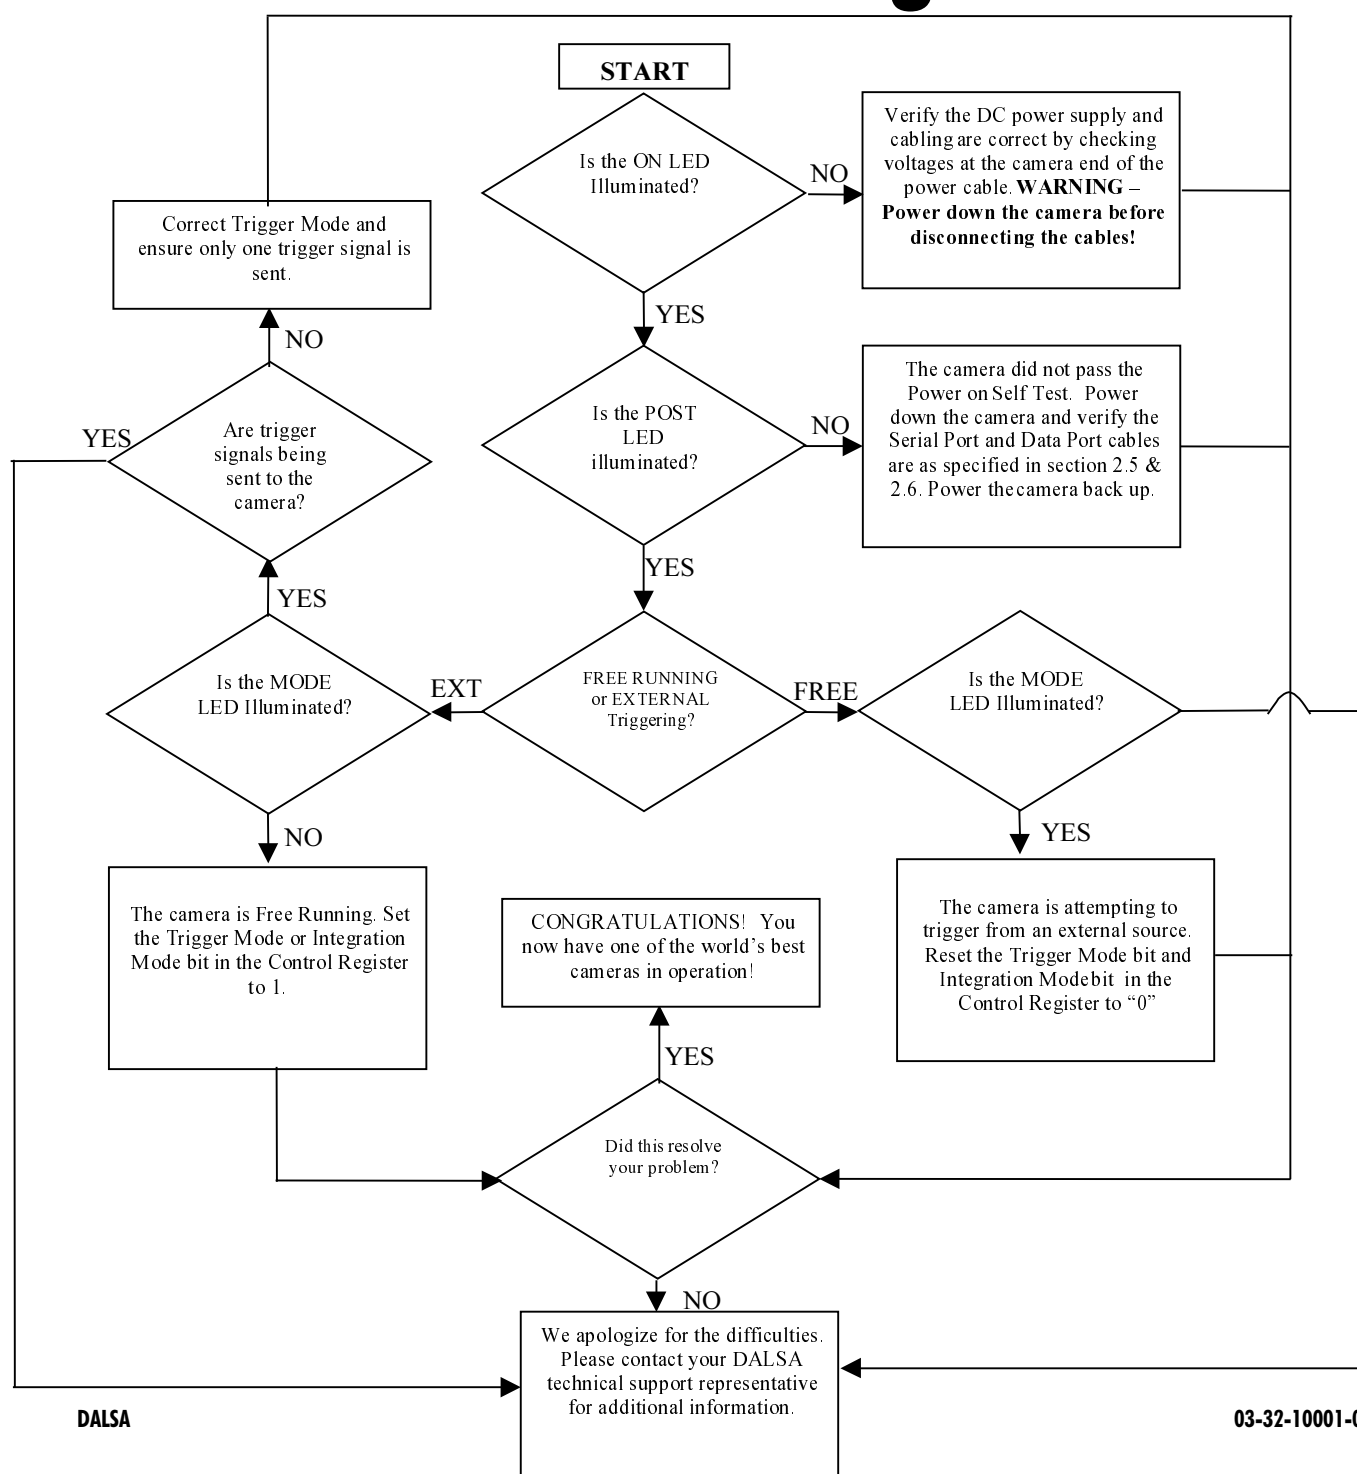 START
Is the ON LED
Illuminated?
NO
Verify the DC power supply and
cabling are correct by checking
voltages at the camera end of the
power cable. WARNING –
Power down the camera before
disconnecting the cables!
Correct Trigger Mode and
ensure only one trigger signal is
sent.
YES
NO
Is the POST
LED
illuminated?
NO
The camera did not pass the
Power on Self Test. Power
down the camera and verify the
Serial Port and Data Port cables
are as specified in section 2.5 &
2.6. Power the camera back up.
YES
Are trigger
signals being
sent to the
camera?
YES
YES
Is the MODE
LED Illuminated?
EXT
FREE RUNNING
or EXTERNAL
Triggering?
FREE
Is the MODE
LED Illuminated?
NO
YES
The camera is Free Running. Set
the Trigger Mode or Integration
Mode bit in the Control Register
to 1.
CONGRATULATIONS! You
now have one of the world's best
cameras in operation!
The camera is attempting to
trigger from an external source.
Reset the Trigger Mode bit and
Integration Mode bit in the
Control Register to “0”
YES
Did this resolve
your problem?
NO
We apologize for the difficulties.
Please contact your DALSA
technical support representative
for additional information.
DALSA
03-32-10001-0